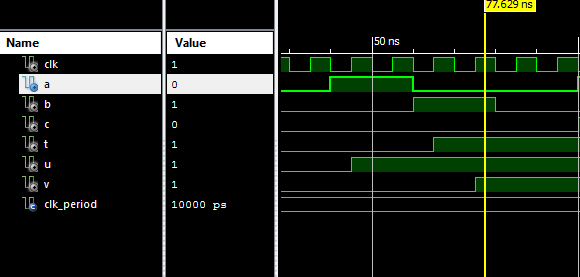 77.629 ns
Name Value
50 ns
clk 1
a 0
b 1
c 0
t 1
u 1
v 1
clk_period 10000 ps